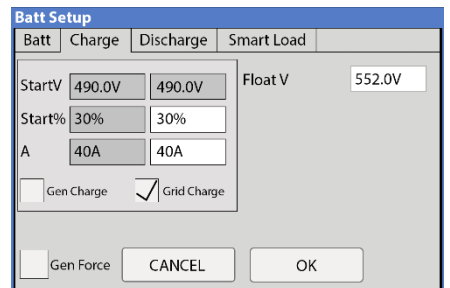 Batt Setup
Batt Charge Discharge Smart Load
StartV 490.0V 490.0V Float V 552.0V
Start% 30% 30%
A 40A 40A
Gen Charge Grid Charge
Gen Force CANCEL OK